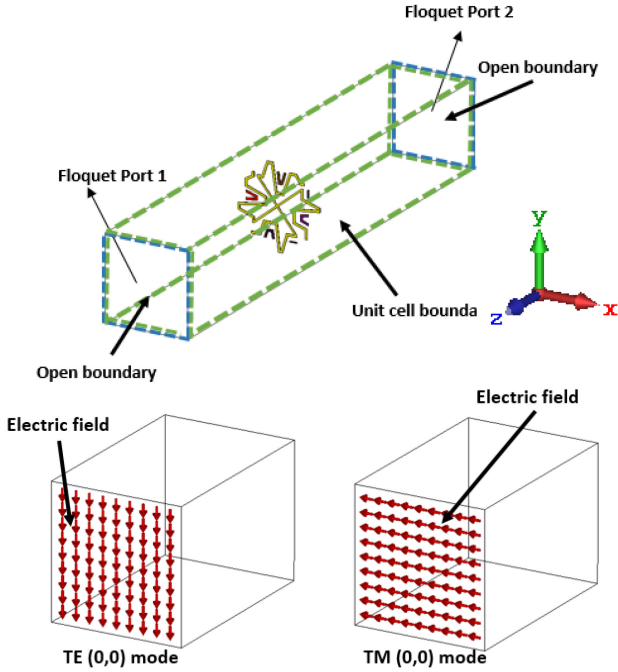 Floquet Port 2
Open boundary
Floquet Port 1
y
x
z
Unit cell bounda
Open boundary
Electric field
Electric field
TE (0,0) mode
TM (0,0) mode